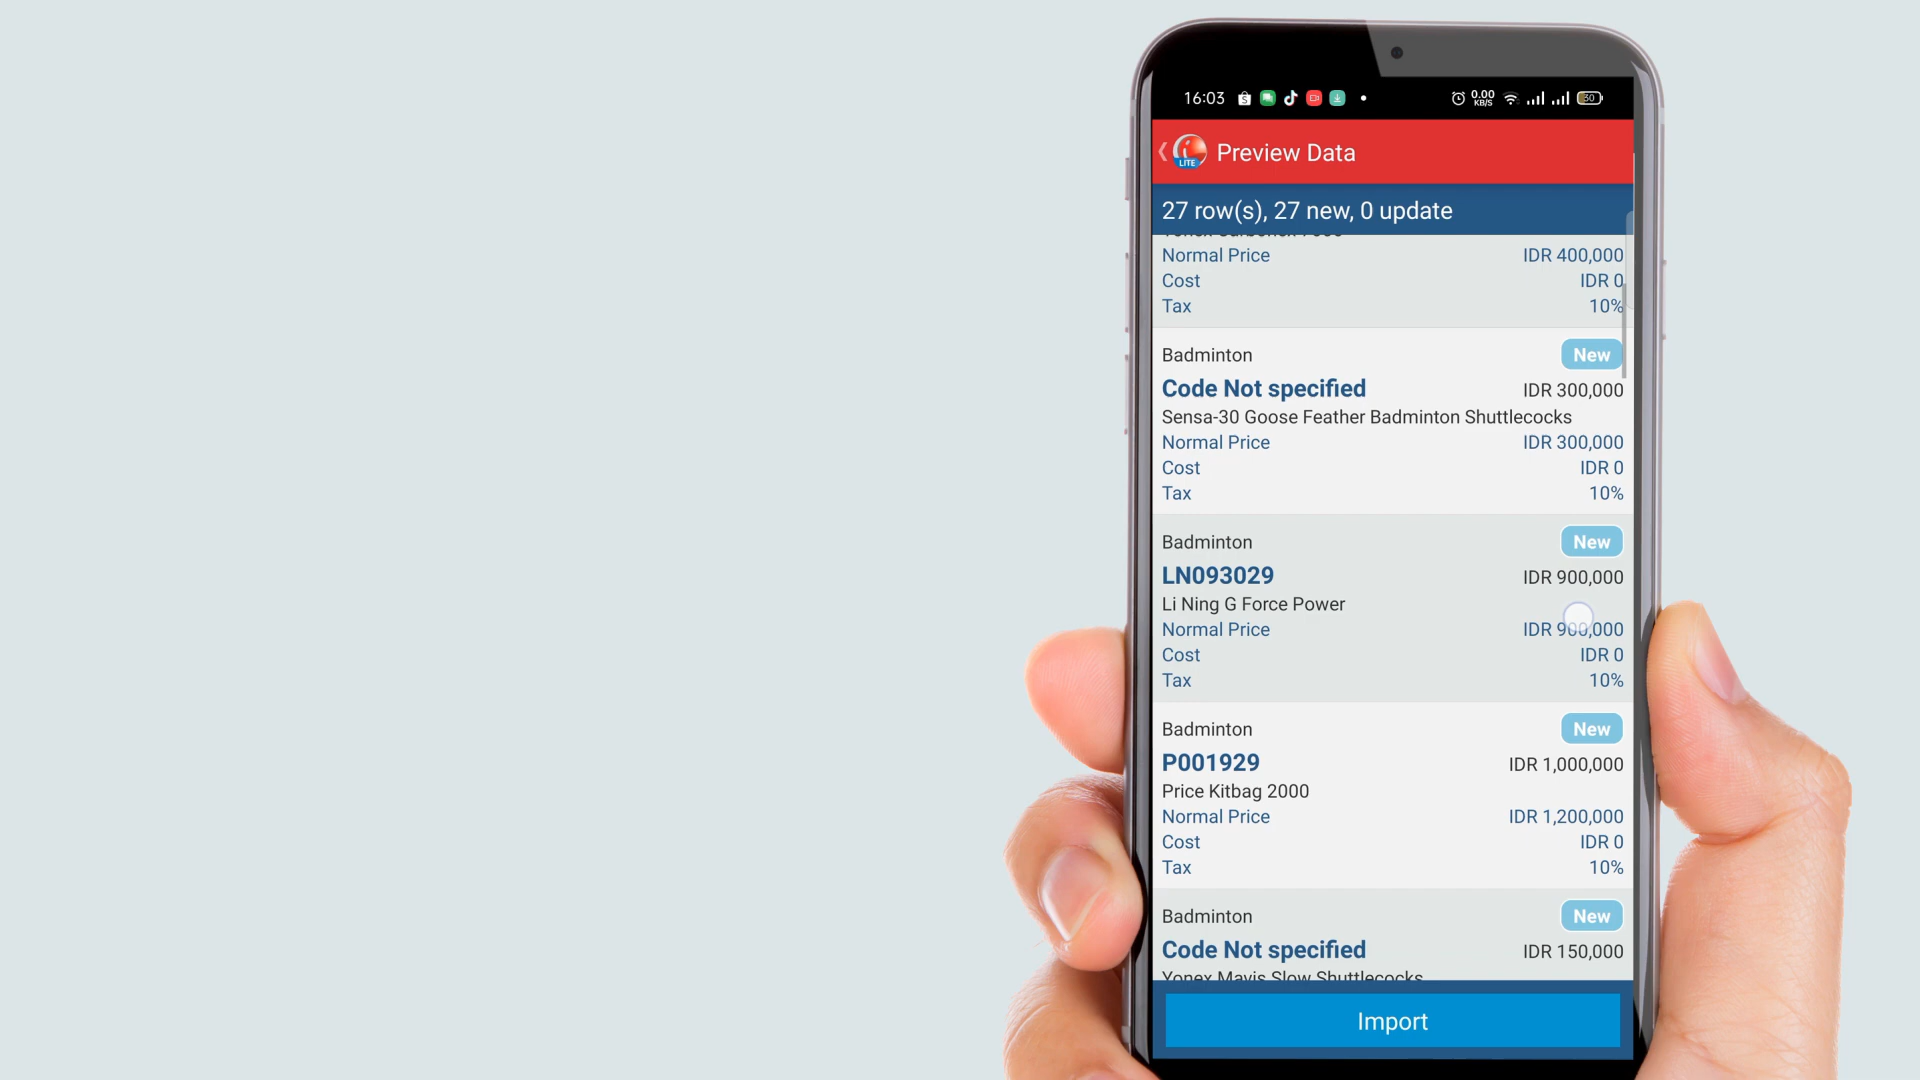 16:03
0.00
KB/S
30
LITE
Preview Data
27 row(s), 27 new, 0 update
Normal Price IDR 400,000
Cost IDR 0
Tax 10%
Badminton New
Code Not specified IDR 300,000
Sensa-30 Goose Feather Badminton Shuttlecocks
Normal Price IDR 300,000
Cost IDR 0
Tax 10%
Badminton New
LN093029 IDR 900,000
Li Ning G Force Power
Normal Price IDR 900,000
Cost IDR 0
Tax 10%
Badminton New
P001929 IDR 1,000,000
Price Kitbag 2000
Normal Price IDR 1,200,000
Cost IDR 0
Tax 10%
Badminton New
Code Not specified IDR 150,000
Yonex Mavis Slow Shuttlecocks
Import